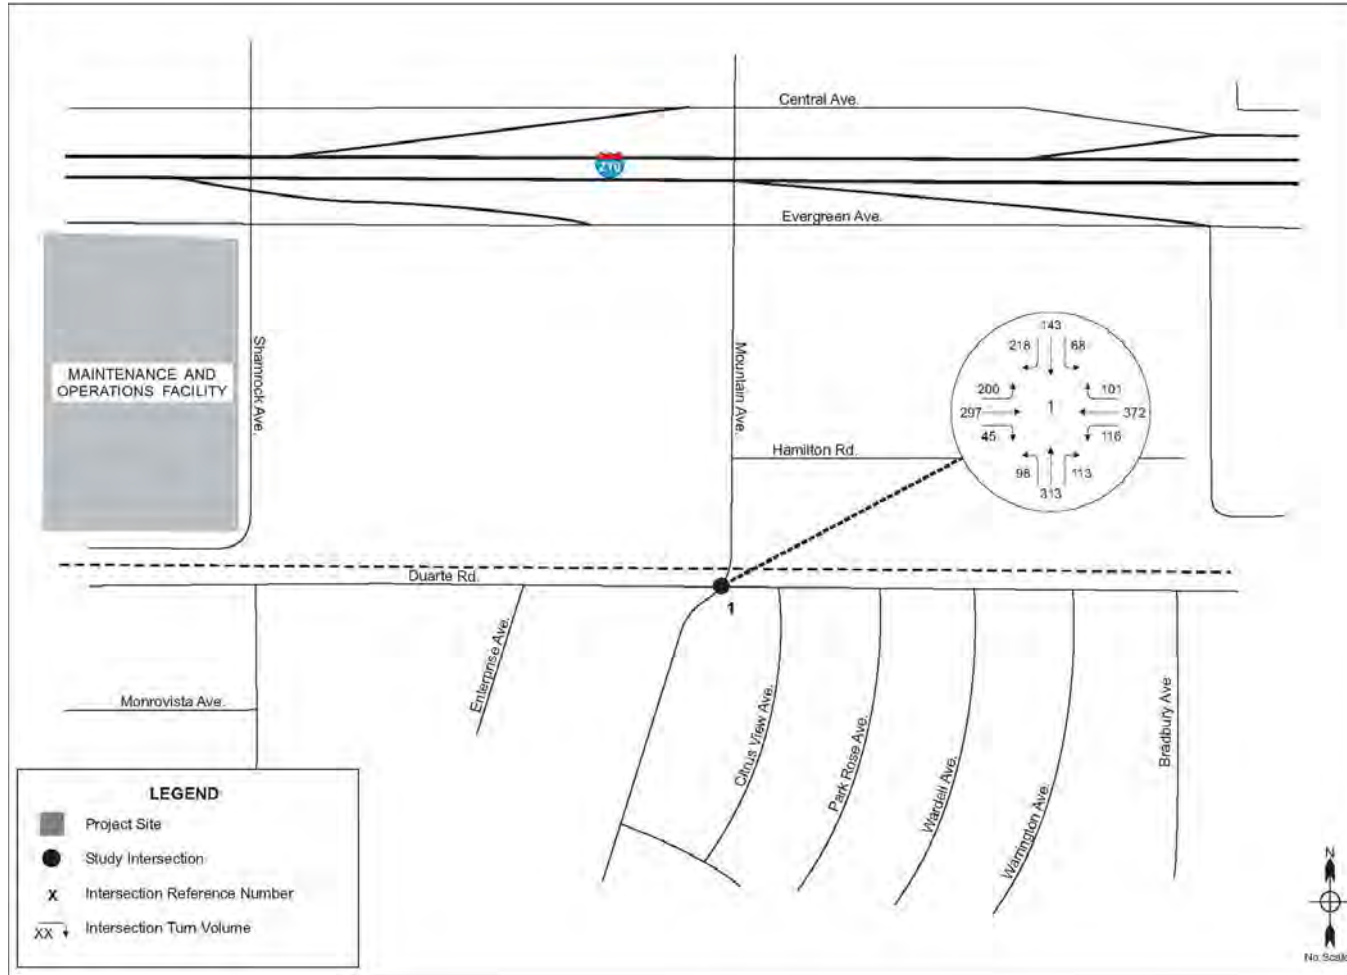 Central Ave.
210
Evergreen Ave.
Shamrock Ave.
Mountain Ave.
MAINTENANCE AND
OPERATIONS FACILITY
143
218
68
200
101
297
1
372
45
116
98
113
313
Hamilton Rd.
Duarte Rd.
1
Enterprise Ave.
Monrovista Ave.
Citrus View Ave.
Park Rose Ave.
Wardell Ave.
Warrington Ave.
Bradbury Ave
LEGEND
Project Site
Study Intersection
X Intersection Reference Number
XX Intersection Turn Volume
N
No Scale